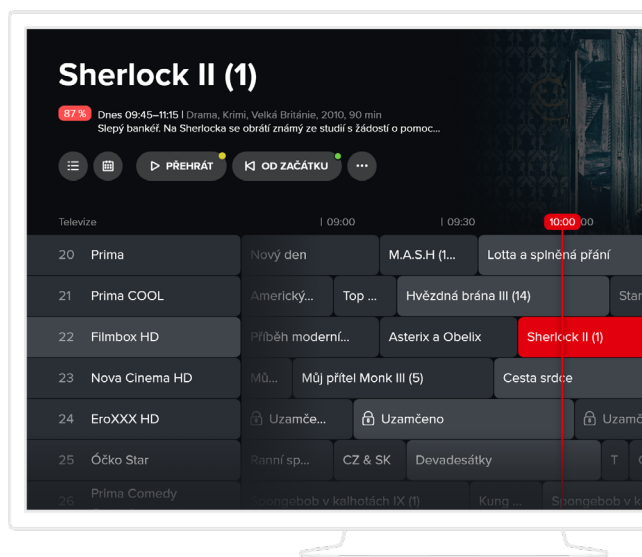 Sherlock II (1)
87 % Dnes 09:45–11:15 | Drama, Krimi, Velká Británie, 2010, 90 min
Slepý bankéř. Na Sherlocka se obrátí známý ze studií s žádostí o pomoc...
PŘEHRÁT OD ZAČÁTKU ...
Televize 09:00 09:30 10:00 00
20 Prima Nový den M.A.S.H (1... Lotta a splněná přání
21 Prima COOL Americký... Top ... Hvězdná brána III (14) Star
22 Filmbox HD Příběh moderní... Asterix a Obelix Sherlock II (1)
23 Nova Cinema HD Mů... Můj přítel Monk III (5) Cesta srdce
24 EroXXX HD Uzamče... Uzamčeno Uzamč
25 Óčko Star Ranní sp... CZ & SK Devadesátky T
26 Prima Comedy Spongebob v kalhotách IX (1) Kung ... Spongebob v k